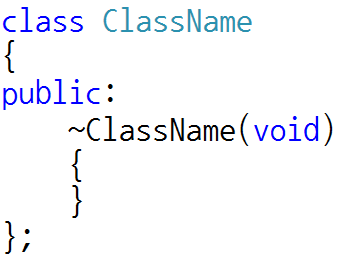 class ClassName
{
public:
    ~ClassName(void)
    {
    }
};